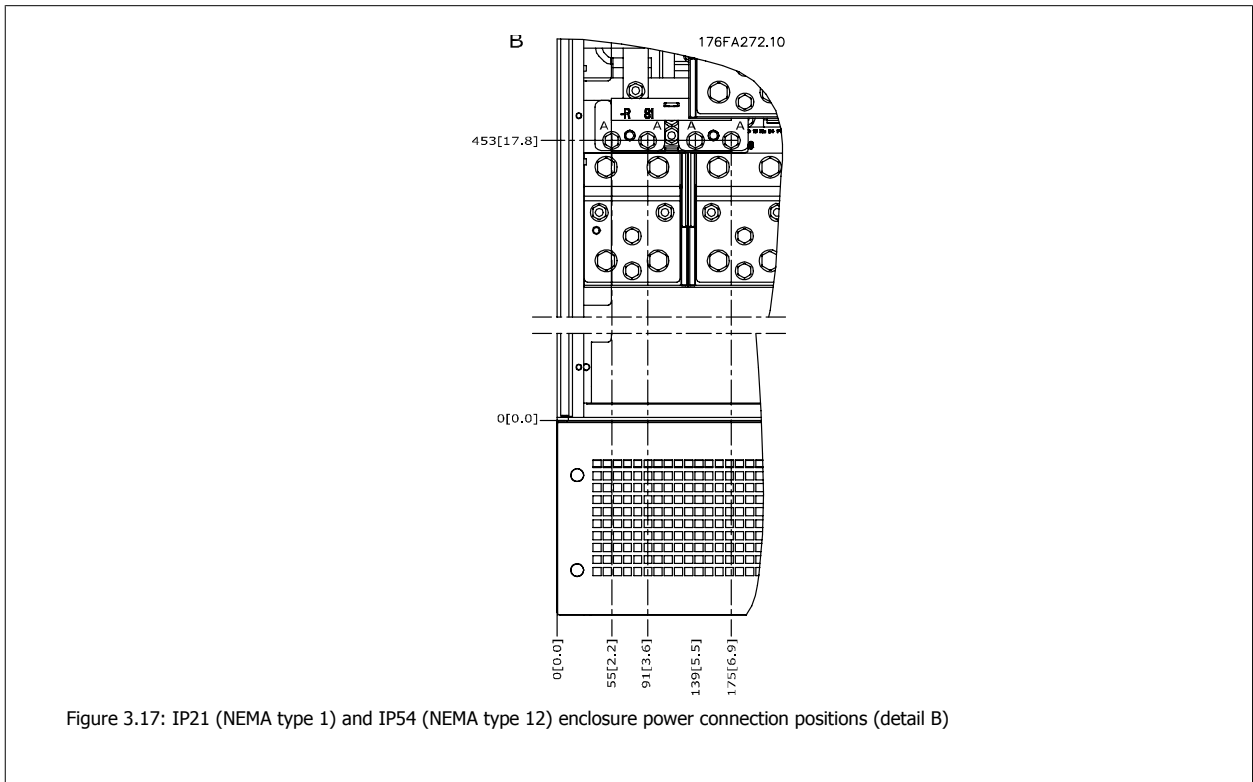 B
176FA272.10
-R 81
A A A A
453[17.8]
0[0.0]
0[0.0]
55[2.2]
91[3.6]
139[5.5]
175[6.9]
Figure 3.17: IP21 (NEMA type 1) and IP54 (NEMA type 12) enclosure power connection positions (detail B)